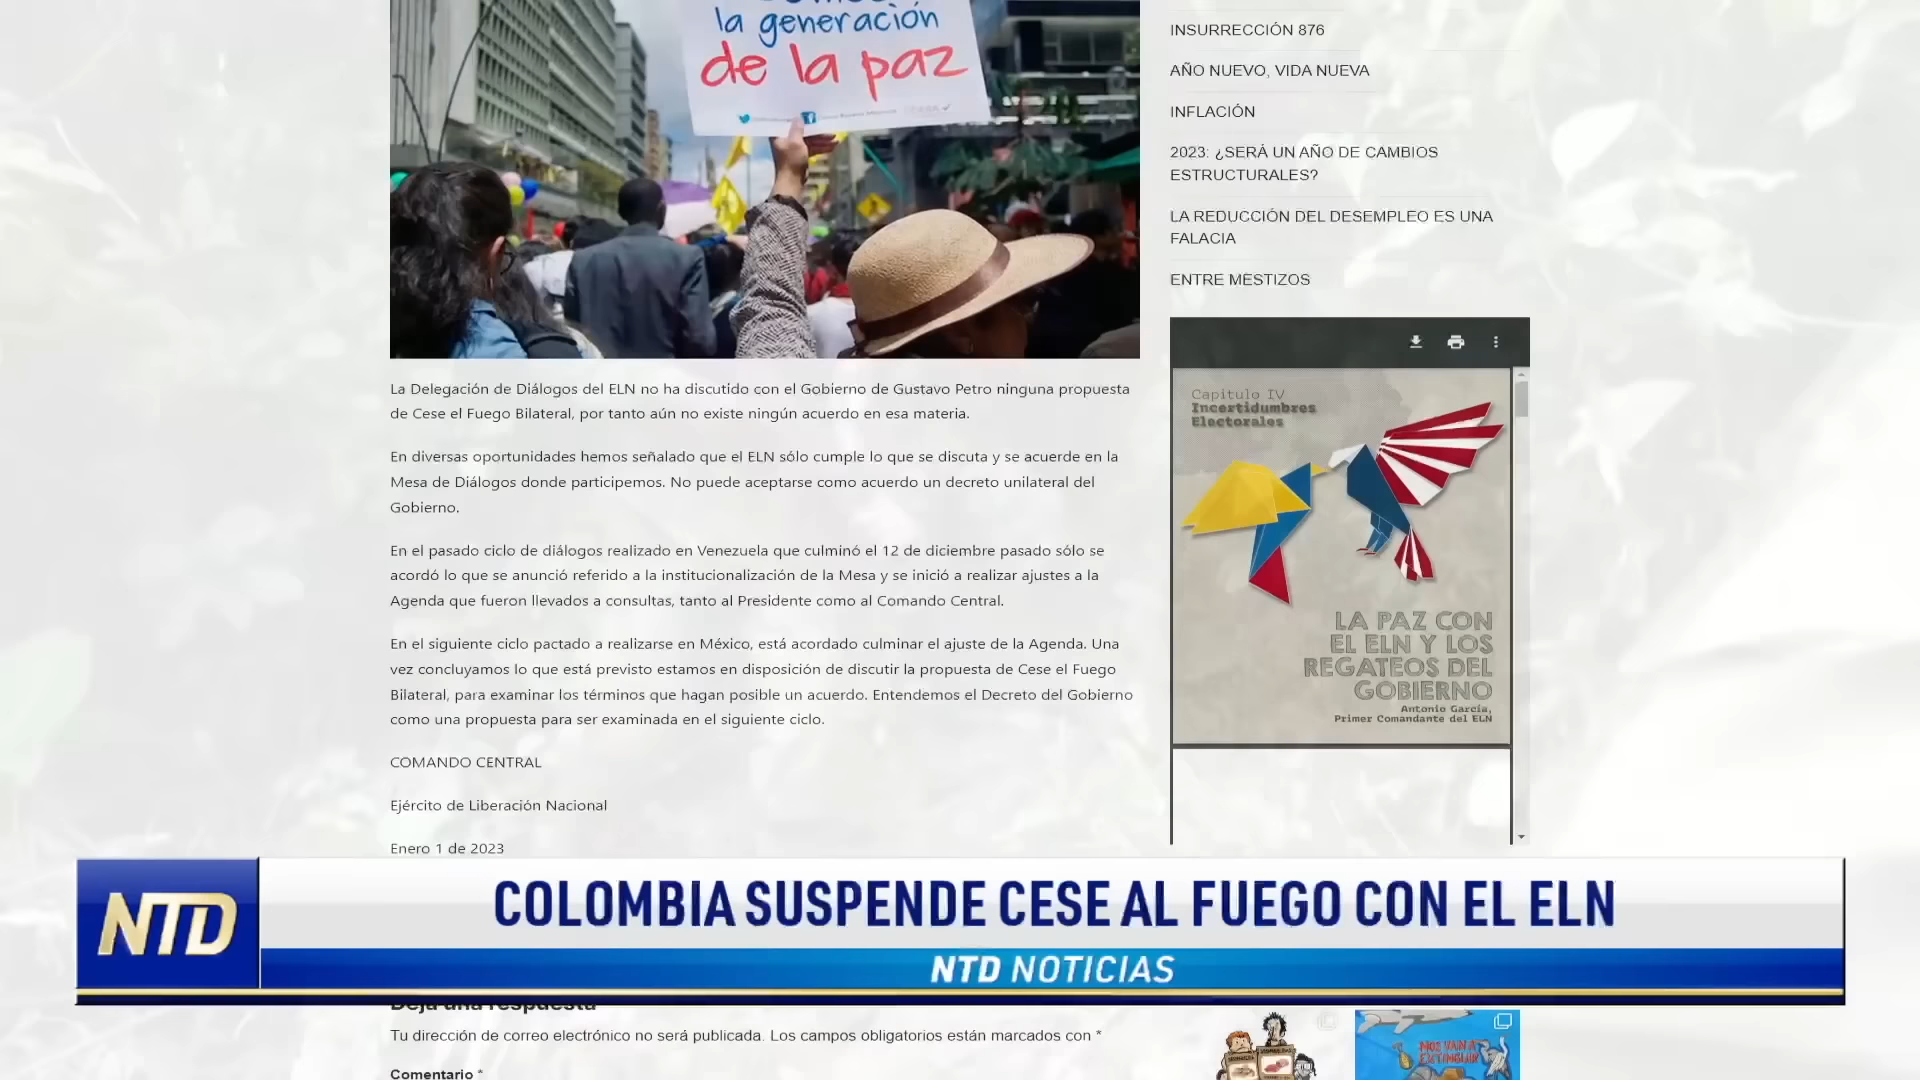 la generación
de la paz
La Delegación de Diálogos del ELN no ha discutido con el Gobierno de Gustavo Petro ninguna propuesta
de Cese el Fuego Bilateral, por tanto aún no existe ningún acuerdo en esa materia.
En diversas oportunidades hemos señalado que el ELN sólo cumple lo que se discuta y se acuerde en la
Mesa de Diálogos donde participemos. No puede aceptarse como acuerdo un decreto unilateral del
Gobierno.
En el pasado ciclo de diálogos realizado en Venezuela que culminó el 12 de diciembre pasado sólo se
acordó lo que se anunció referido a la institucionalización de la Mesa y se inició a realizar ajustes a la
Agenda que fueron llevados a consultas, tanto al Presidente como al Comando Central.
En el siguiente ciclo pactado a realizarse en México, está acordado culminar el ajuste de la Agenda. Una
vez concluyamos lo que está previsto estamos en disposición de discutir la propuesta de Cese el Fuego
Bilateral, para examinar los términos que hagan posible un acuerdo. Entendemos el Decreto del Gobierno
como una propuesta para ser examinada en el siguiente ciclo.
COMANDO CENTRAL
Ejército de Liberación Nacional
Enero 1 de 2023
INSURRECCIÓN 876
AÑO NUEVO, VIDA NUEVA
INFLACIÓN
2023: ¿SERÁ UN AÑO DE CAMBIOS
ESTRUCTURALES?
LA REDUCCIÓN DEL DESEMPLEO ES UNA
FALACIA
ENTRE MESTIZOS
Capítulo IV
Incertidumbres
Electorales
LA PAZ CON
EL ELN Y LOS
REGATEOS DEL
GOBIERNO
Antonio García,
Primer Comandante del ELN
NTD
COLOMBIA SUSPENDE CESE AL FUEGO CON EL ELN
NTD NOTICIAS
Deja una respuesta
Tu dirección de correo electrónico no será publicada. Los campos obligatorios están marcados con *
Comentario *
NOS VAN A
EXTINGUIR